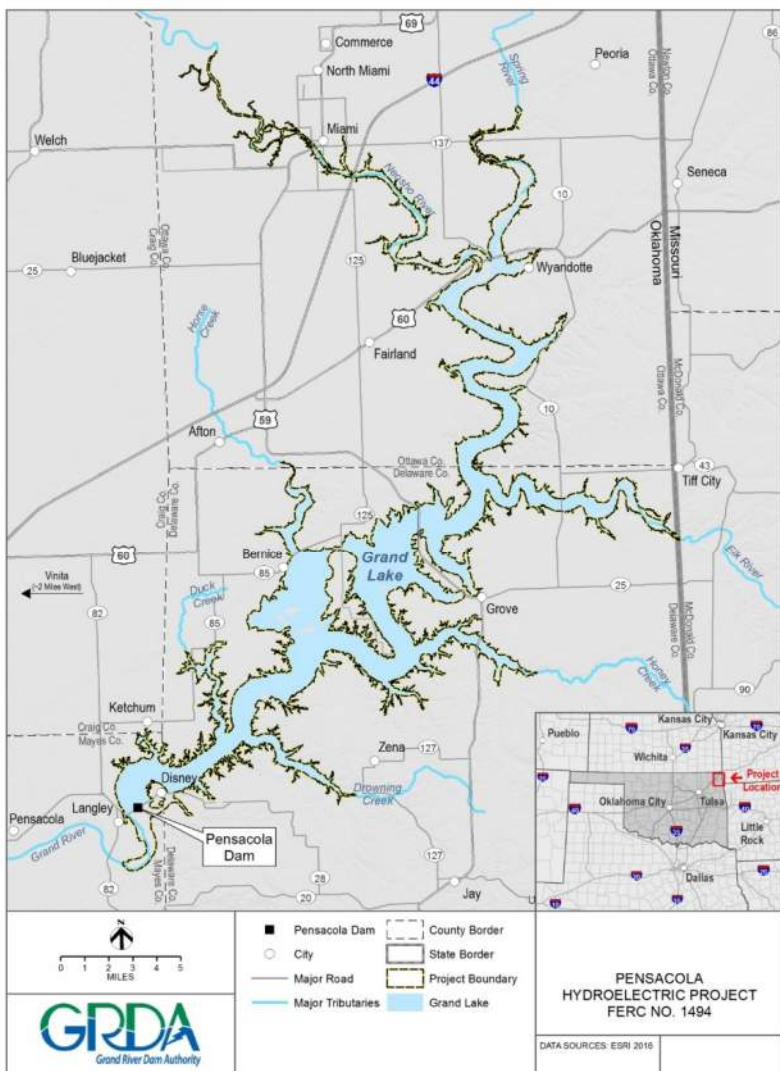 69
86
Commerce
Peoria
North Miami
Spring
River
Newton Co.
Ottawa Co.
44
Miami
Welch
137
Neosho River
10
Seneca
Craig Co.
Ottawa Co.
Missouri
Oklahoma
Bluejacket
25
125
Wyandotte
60
Horse
Creek
Fairland
McDonald Co.
Ottawa Co.
59
10
Afton
Ottawa Co.
Delaware Co.
43
Tiff City
Craig Co.
Delaware Co.
125
60
Bernice
Grand
Lake
Elk River
Vinita
(~2 Miles West)
85
Duck
Creek
25
82
85
Grove
McDonald Co.
Delaware Co.
Honey
Creek
90
Ketchum
Craig Co.
Mayes Co.
Zena
127
Disney
Drowning
Creek
Langley
Pensacola
Grand River
Pensacola
Dam
Delaware Co.
Mayes Co.
82
28
20
127
Jay
Kansas City
Kansas City
Pueblo
Wichita
Project
Location
Tulsa
Oklahoma City
Little
Rock
Dallas
N
0 1 2 3 4 5
MILES
Pensacola Dam
City
Major Road
Major Tributaries
County Border
State Border
Project Boundary
Grand Lake
PENSACOLA
HYDROELECTRIC PROJECT
FERC NO. 1494
DATA SOURCES: ESRI 2016
GRDA
Grand River Dam Authority